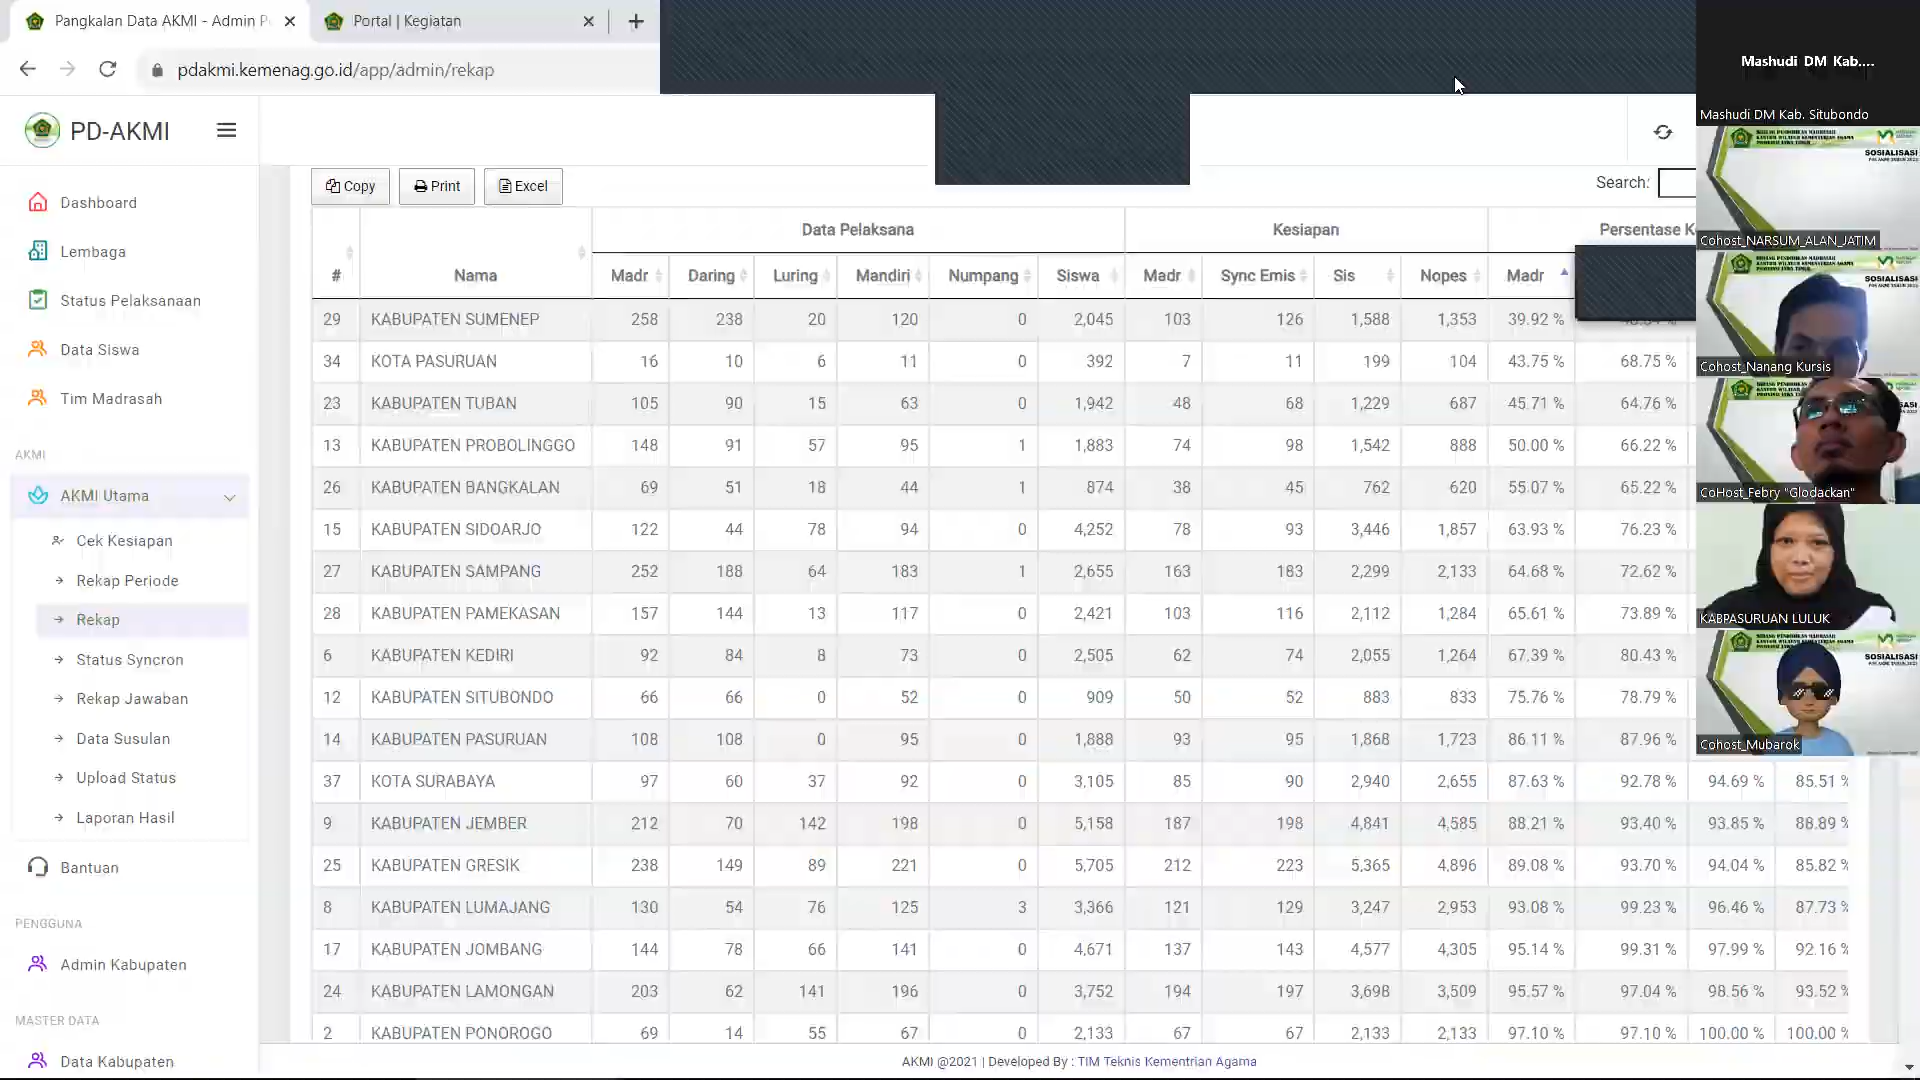 Pangkalan Data AKMI - Admin P
Portal | Kegiatan
pdakmi.kemenag.go.id/app/admin/rekap
PD-AKMI
Dashboard
Lembaga
Status Pelaksanaan
Data Siswa
Tim Madrasah
AKMI
AKMI Utama
Cek Kesiapan
Rekap Periode
Rekap
Status Syncron
Rekap Jawaban
Data Susulan
Upload Status
Laporan Hasil
Bantuan
PENGGUNA
Admin Kabupaten
MASTER DATA
Data Kabupaten
Copy Print Excel
Search:
Data Pelaksana Kesiapan Persentase K
# Nama Madr Daring Luring Mandiri Numpang Siswa Madr Sync Emis Sis Nopes Madr
29 KABUPATEN SUMENEP 258 238 20 120 0 2,045 103 126 1,588 1,353 39.92 %
34 KOTA PASURUAN 16 10 6 11 0 392 7 11 199 104 43.75 % 68.75 %
23 KABUPATEN TUBAN 105 90 15 63 0 1,942 48 68 1,229 687 45.71 % 64.76 %
13 KABUPATEN PROBOLINGGO 148 91 57 95 1 1,883 74 98 1,542 888 50.00 % 66.22 %
26 KABUPATEN BANGKALAN 69 51 18 44 1 874 38 45 762 620 55.07 % 65.22 %
15 KABUPATEN SIDOARJO 122 44 78 94 0 4,252 78 93 3,446 1,857 63.93 % 76.23 %
27 KABUPATEN SAMPANG 252 188 64 183 1 2,655 163 183 2,299 2,133 64.68 % 72.62 %
28 KABUPATEN PAMEKASAN 157 144 13 117 0 2,421 103 116 2,112 1,284 65.61 % 73.89 %
6 KABUPATEN KEDIRI 92 84 8 73 0 2,505 62 74 2,055 1,264 67.39 % 80.43 %
12 KABUPATEN SITUBONDO 66 66 0 52 0 909 50 52 883 833 75.76 % 78.79 %
14 KABUPATEN PASURUAN 108 108 0 95 0 1,888 93 95 1,868 1,723 86.11 % 87.96 %
37 KOTA SURABAYA 97 60 37 92 0 3,105 85 90 2,940 2,655 87.63 % 92.78 % 94.69 % 85.51 %
9 KABUPATEN JEMBER 212 70 142 198 0 5,158 187 198 4,841 4,585 88.21 % 93.40 % 93.85 % 88.89 %
25 KABUPATEN GRESIK 238 149 89 221 0 5,705 212 223 5,365 4,896 89.08 % 93.70 % 94.04 % 85.82 %
8 KABUPATEN LUMAJANG 130 54 76 125 3 3,366 121 129 3,247 2,953 93.08 % 99.23 % 96.46 % 87.73 %
17 KABUPATEN JOMBANG 144 78 66 141 0 4,671 137 143 4,577 4,305 95.14 % 99.31 % 97.99 % 92.16 %
24 KABUPATEN LAMONGAN 203 62 141 196 0 3,752 194 197 3,698 3,509 95.57 % 97.04 % 98.56 % 93.52 %
2 KABUPATEN PONOROGO 69 14 55 67 0 2,133 67 67 2,133 2,133 97.10 % 97.10 % 100.00 % 100.00 %
AKMI @2021 | Developed By : TIM Teknis Kementrian Agama
Mashudi DM Kab....
Mashudi DM Kab. Situbondo
SOSIALISASI
Cohost_NARSUM_ALAN_JATIM
SOSIALISASI
Cohost_Nanang Kursis
Cohost_Febry "Glodackan"
KABPASURUAN LULUK
SOSIALISASI
Cohost_Mubarok